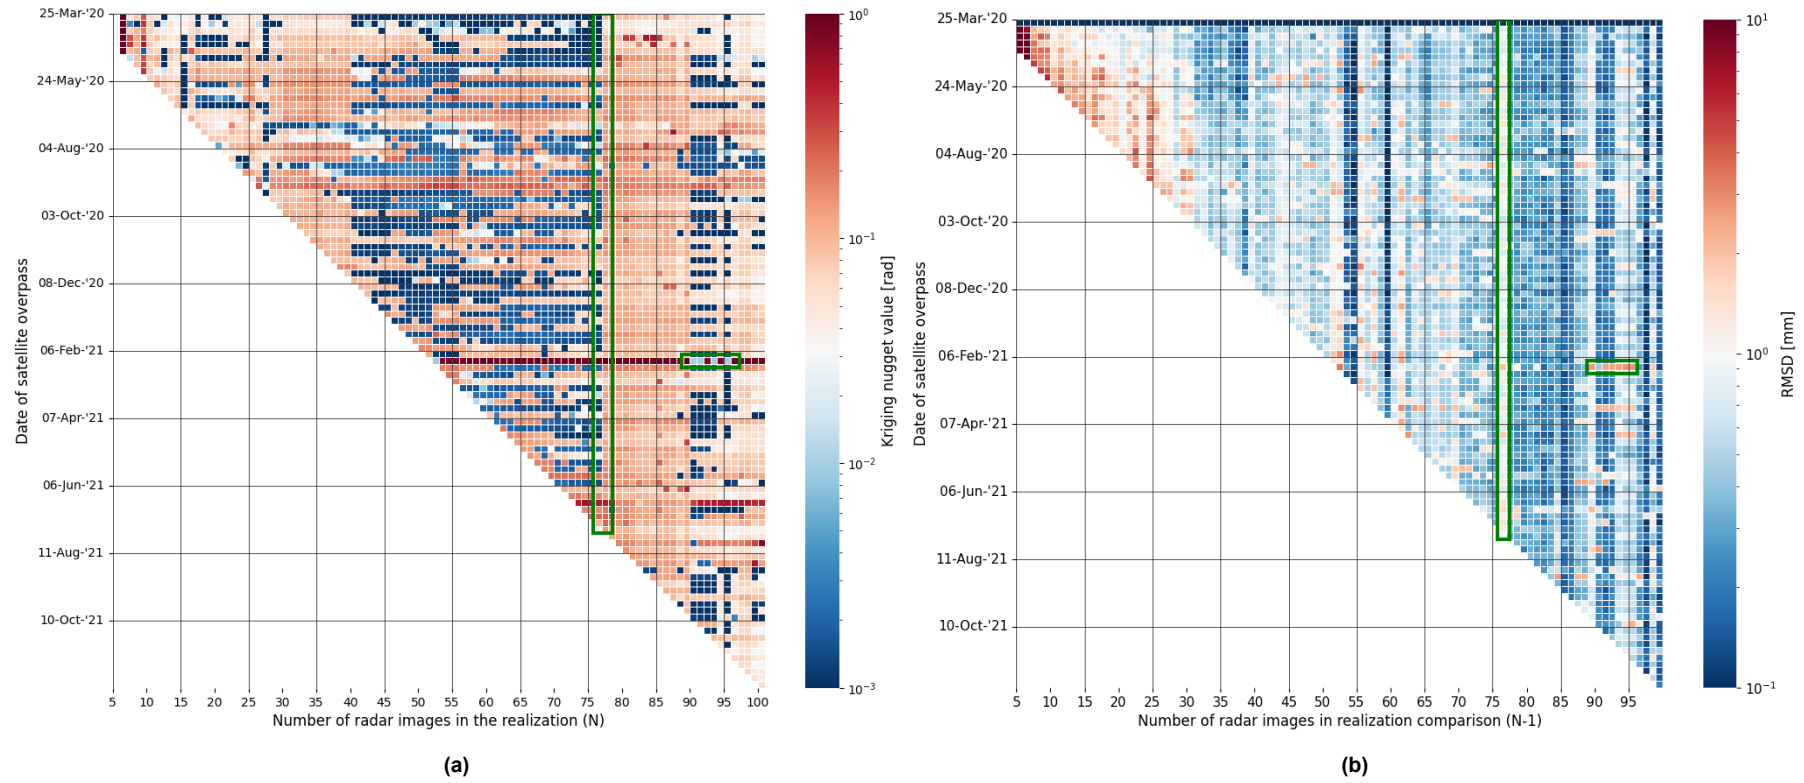 25-Mar-'20
24-May-'20
04-Aug-'20
03-Oct-'20
08-Dec-'20
06-Feb-'21
07-Apr-'21
06-Jun-'21
11-Aug-'21
10-Oct-'21
Date of satellite overpass
5 10 15 20 25 30 35 40 45 50 55 60 65 70 75 80 85 90 95 100
Number of radar images in the realization (N)
10⁰
10⁻¹
10⁻²
10⁻³
Kriging nugget value [rad]
(a)
25-Mar-'20
24-May-'20
04-Aug-'20
03-Oct-'20
08-Dec-'20
06-Feb-'21
07-Apr-'21
06-Jun-'21
11-Aug-'21
10-Oct-'21
Date of satellite overpass
5 10 15 20 25 30 35 40 45 50 55 60 65 70 75 80 85 90 95
Number of radar images in realization comparison (N-1)
10¹
10⁰
10⁻¹
RMSD [mm]
(b)